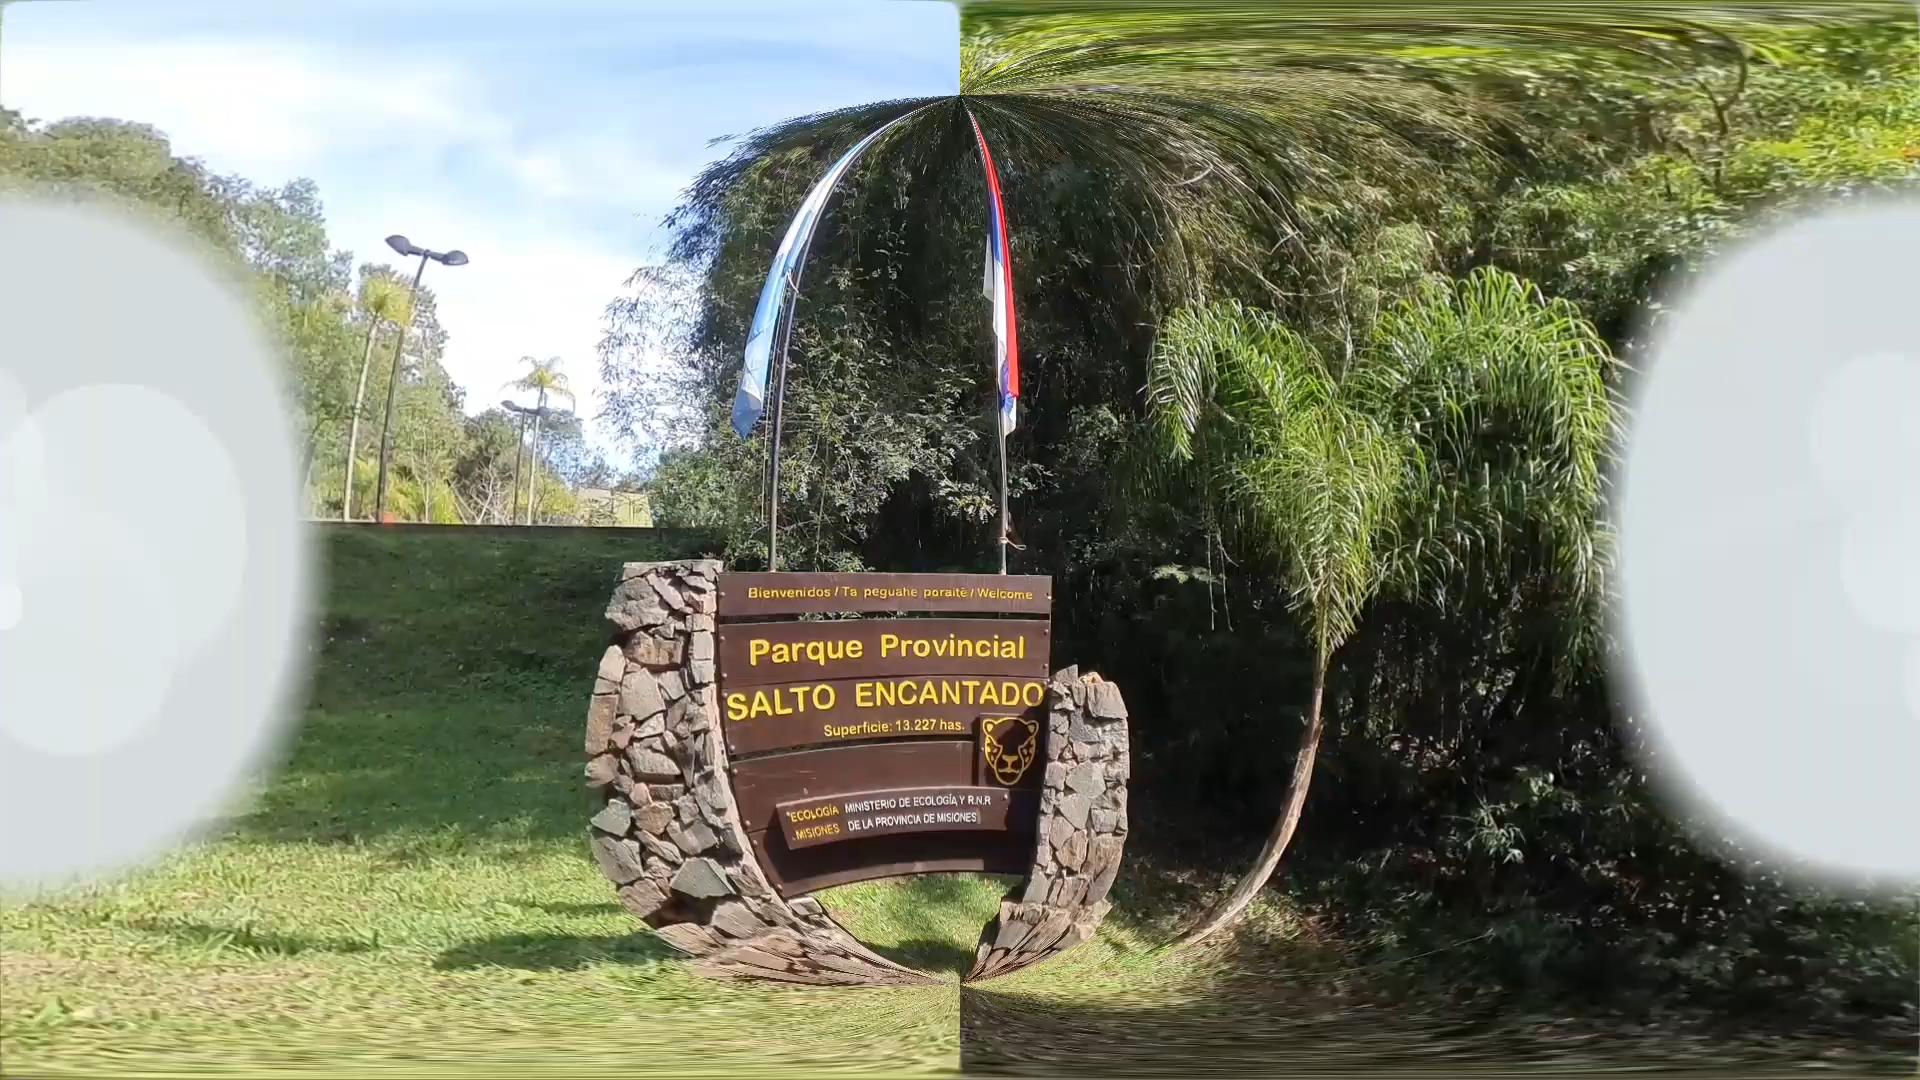 Bienvenidos / Ta peguahe poraitê / Welcome
Parque Provincial
SALTO ENCANTADO
Superficie: 13.227 has.
ECOLOGÍA MINISTERIO DE ECOLOGÍA Y R.N.R
MISIONES DE LA PROVINCIA DE MISIONES